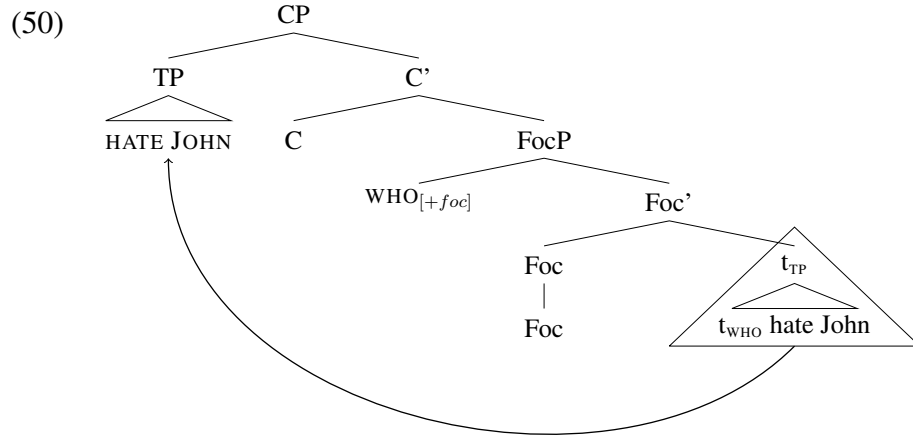 (50)
CP
TP C'
HATE JOHN C FocP
WHO[+foc] Foc'
Foc tTP
Foc tWHO hate John